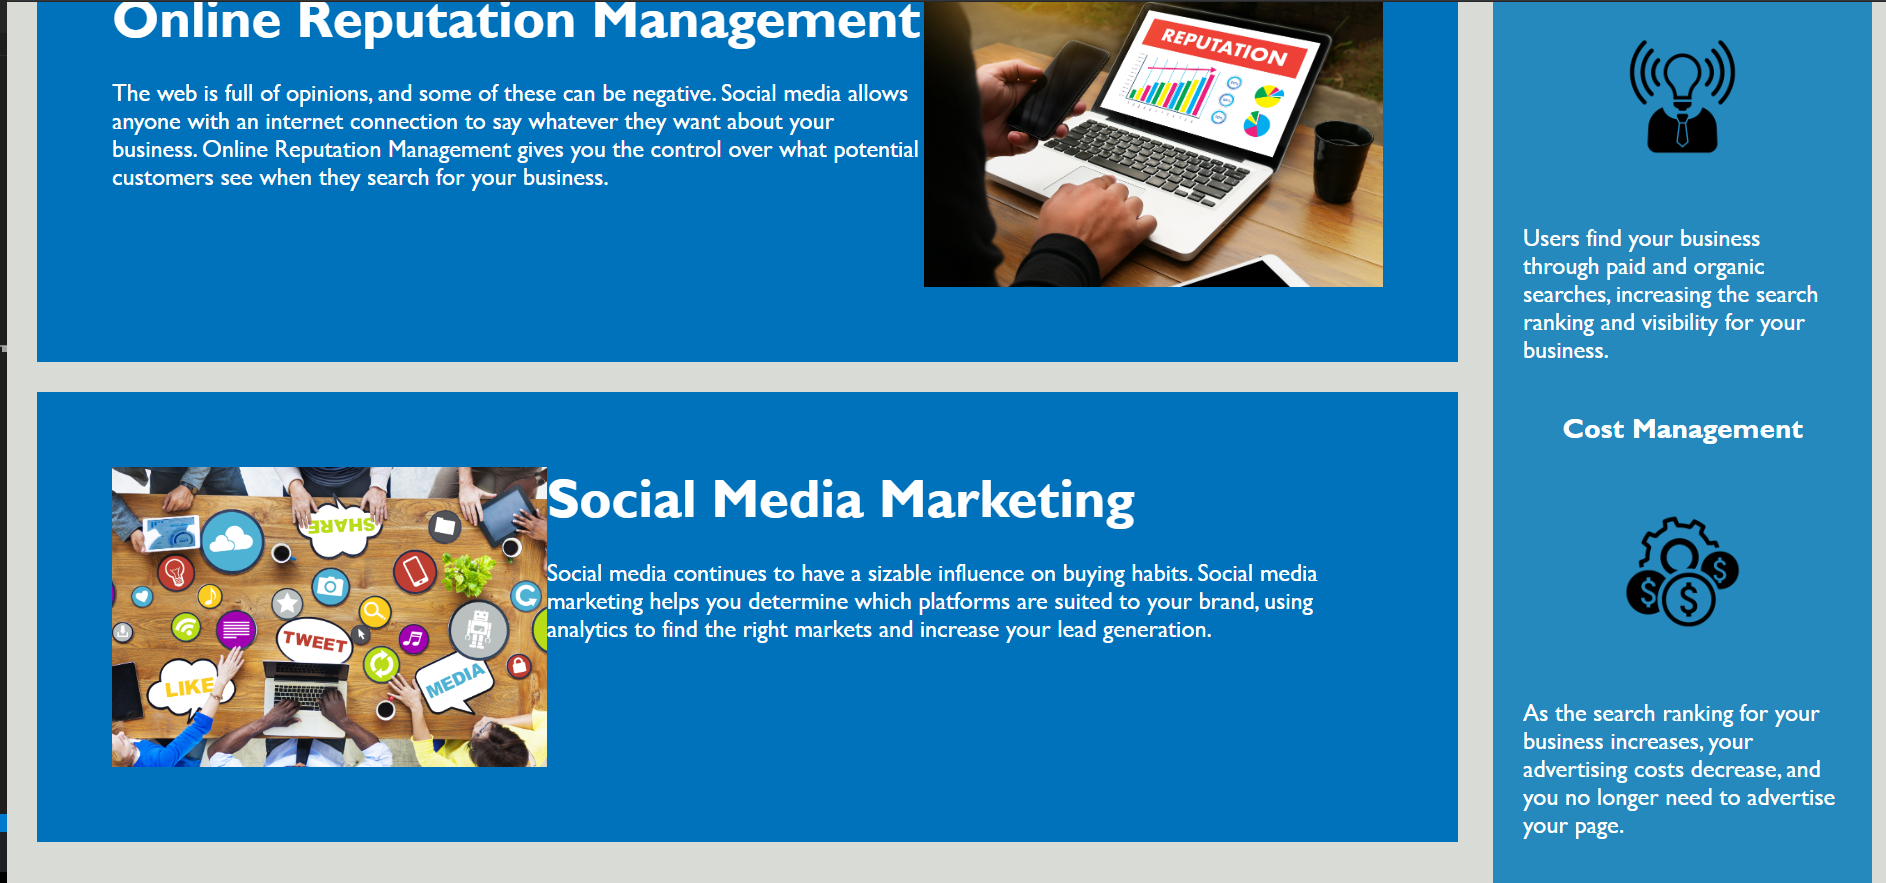 Online Reputation Management
The web is full of opinions, and some of these can be negative. Social media allows
anyone with an internet connection to say whatever they want about your
business. Online Reputation Management gives you the control over what potential
customers see when they search for your business.
REPUTATION
Social Media Marketing
Social media continues to have a sizable influence on buying habits. Social media
marketing helps you determine which platforms are suited to your brand, using
analytics to find the right markets and increase your lead generation.
SHARE
TWEET
LIKE
MEDIA
Users find your business
through paid and organic
searches, increasing the search
ranking and visibility for your
business.
Cost Management
$ $
$
As the search ranking for your
business increases, your
advertising costs decrease, and
you no longer need to advertise
your page.